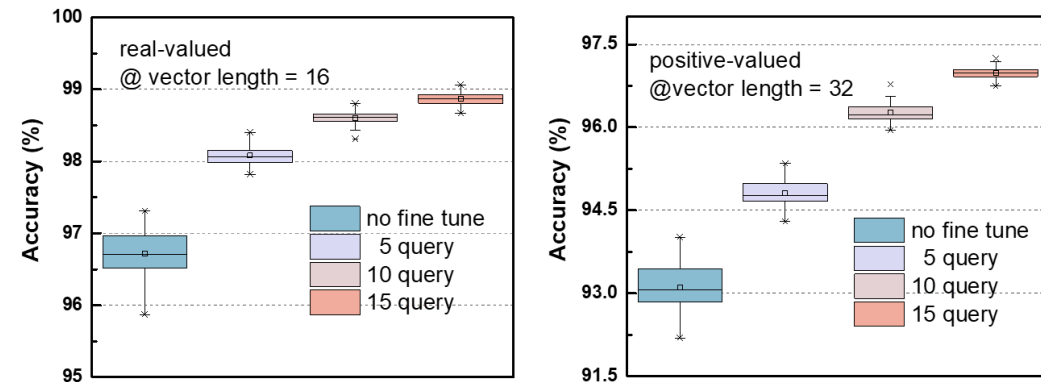 100
99
98
97
96
95
Accuracy (%)
real-valued
@ vector length = 16
no fine tune
5 query
10 query
15 query
97.5
96.0
94.5
93.0
91.5
Accuracy (%)
positive-valued
@vector length = 32
no fine tune
5 query
10 query
15 query